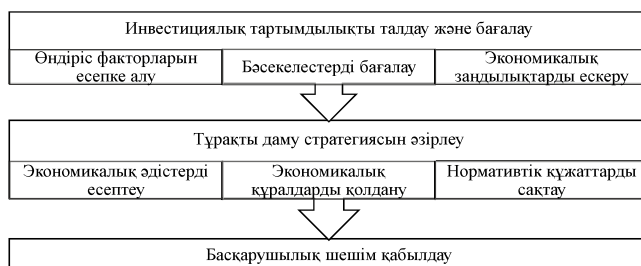 Инвестициялық тартымдылықты талдау және бағалау
Өндіріс факторларын
есепке алу
Бәсекелестерді бағалау
Экономикалық
заңдылықтарды ескеру
Тұрақты даму стратегиясын әзірлеу
Экономикалық әдістерді
есептеу
Экономикалық
құралдарды қолдану
Нормативтік құжаттарды
сақтау
Басқарушылық шешім қабылдау